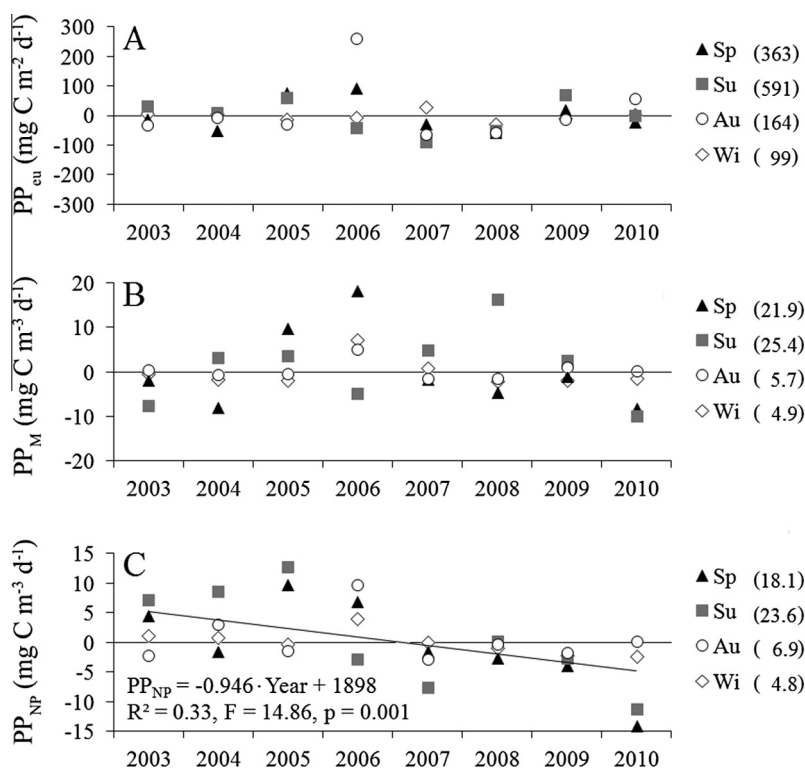 A
PP_eu (mg C m⁻² d⁻¹)
300
200
100
0
-100
-200
-300
2003 2004 2005 2006 2007 2008 2009 2010
Sp (363)
Su (591)
Au (164)
Wi ( 99)
B
PP_M (mg C m⁻³ d⁻¹)
20
10
0
-10
-20
2003 2004 2005 2006 2007 2008 2009 2010
Sp (21.9)
Su (25.4)
Au ( 5.7)
Wi ( 4.9)
C
PP_NP (mg C m⁻³ d⁻¹)
15
10
5
0
-5
-10
-15
PP_NP = -0.946 · Year + 1898
R² = 0.33, F = 14.86, p = 0.001
2003 2004 2005 2006 2007 2008 2009 2010
Sp (18.1)
Su (23.6)
Au ( 6.9)
Wi ( 4.8)